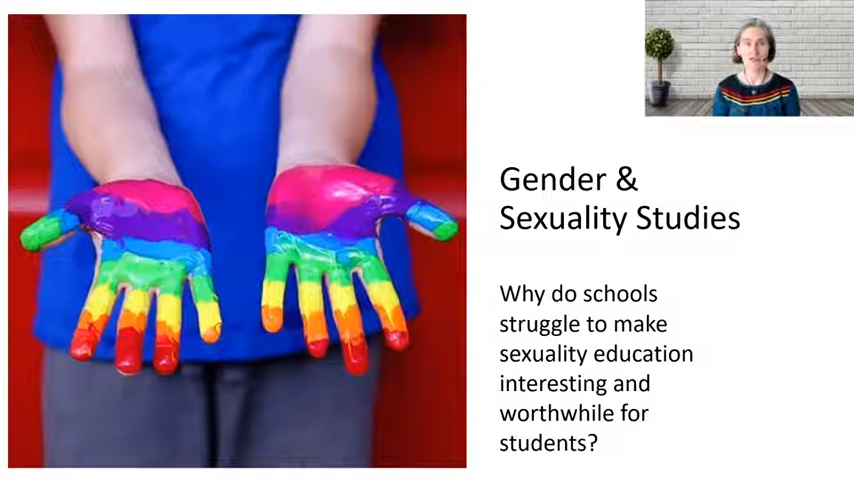 Gender &
Sexuality Studies
Why do schools
struggle to make
sexuality education
interesting and
worthwhile for
students?